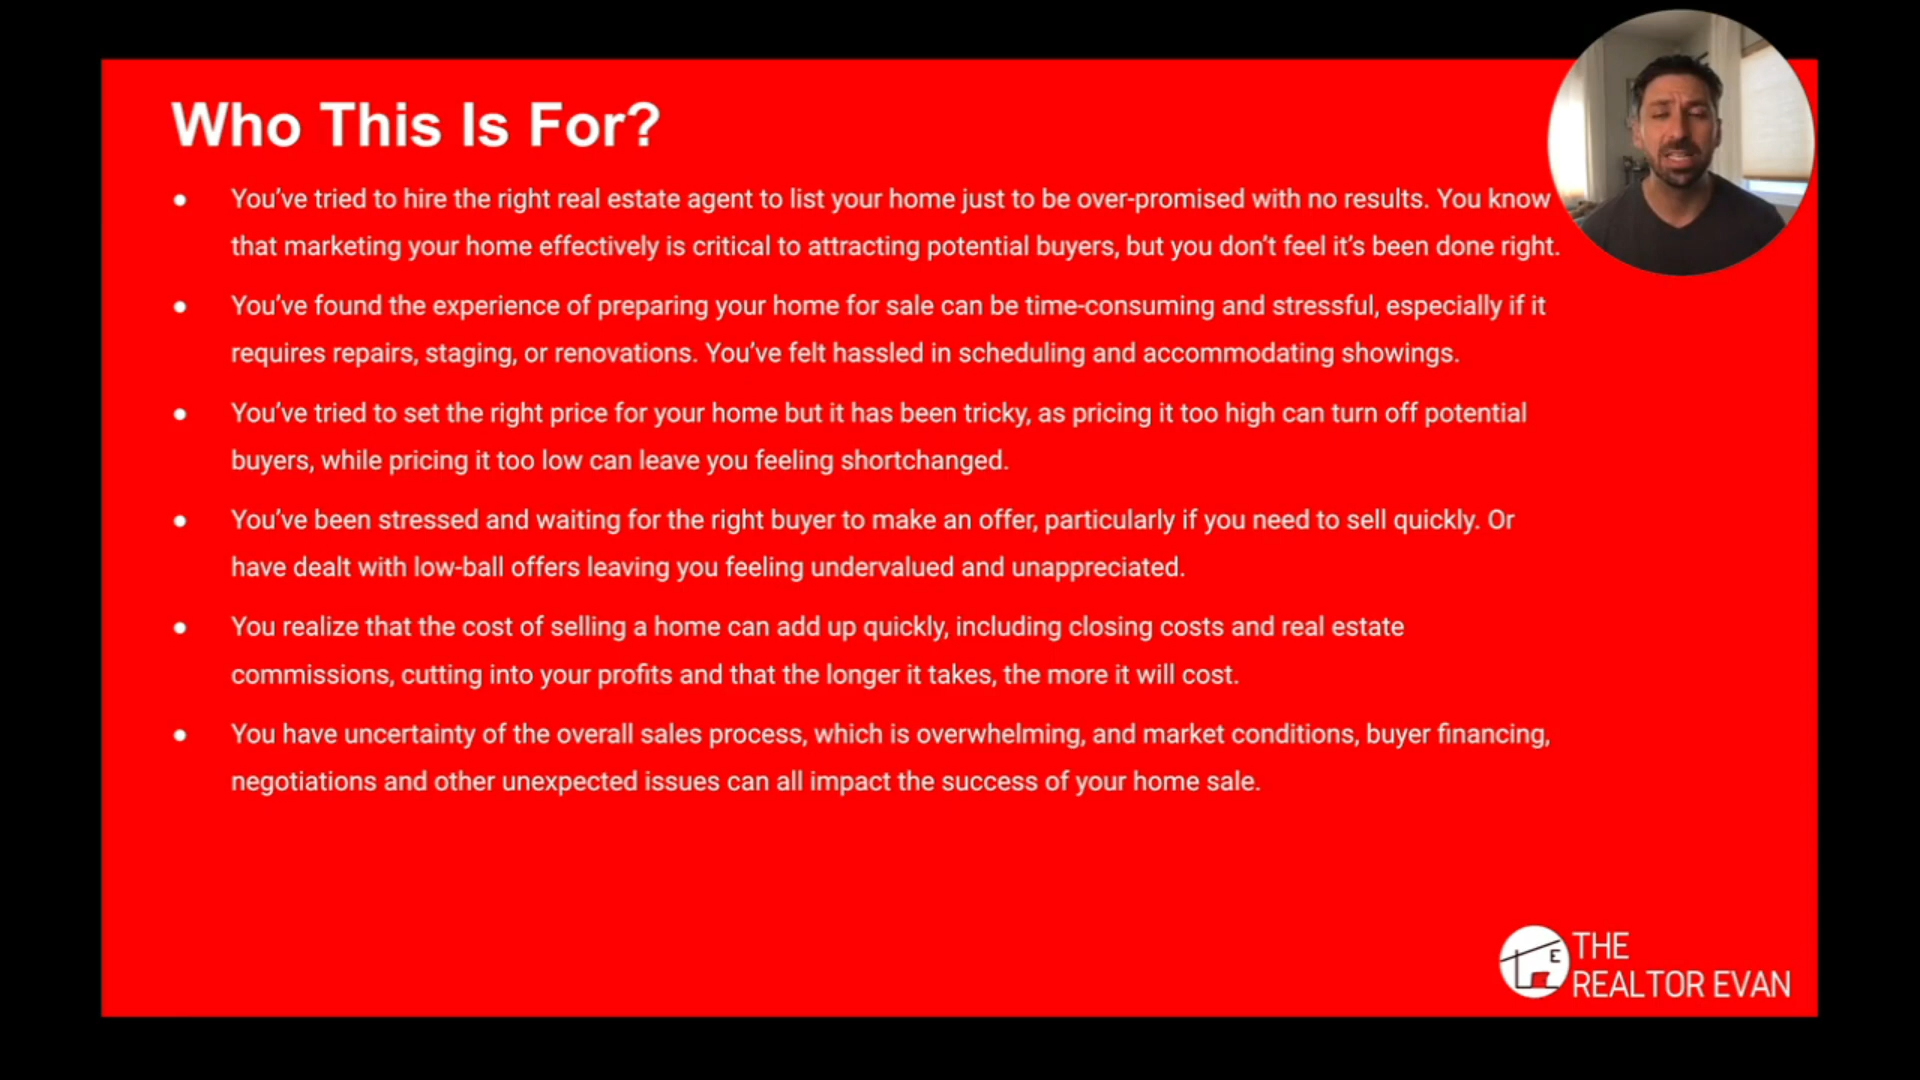 Who This Is For?
● You’ve tried to hire the right real estate agent to list your home just to be over-promised with no results. You know
that marketing your home effectively is critical to attracting potential buyers, but you don’t feel it’s been done right.
● You’ve found the experience of preparing your home for sale can be time-consuming and stressful, especially if it
requires repairs, staging, or renovations. You’ve felt hassled in scheduling and accommodating showings.
● You’ve tried to set the right price for your home but it has been tricky, as pricing it too high can turn off potential
buyers, while pricing it too low can leave you feeling shortchanged.
● You’ve been stressed and waiting for the right buyer to make an offer, particularly if you need to sell quickly. Or
have dealt with low-ball offers leaving you feeling undervalued and unappreciated.
● You realize that the cost of selling a home can add up quickly, including closing costs and real estate
commissions, cutting into your profits and that the longer it takes, the more it will cost.
● You have uncertainty of the overall sales process, which is overwhelming, and market conditions, buyer financing,
negotiations and other unexpected issues can all impact the success of your home sale.
E
THE
REALTOR EVAN